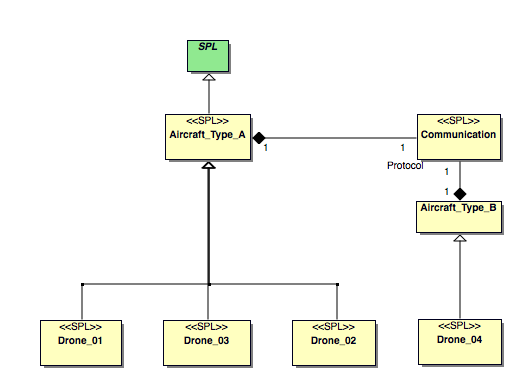 SPL
<<SPL>>
Aircraft_Type_A
<<SPL>>
Communication
1
1
Protocol
1
1
Aircraft_Type_B
<<SPL>>
Drone_01
<<SPL>>
Drone_03
<<SPL>>
Drone_02
<<SPL>>
Drone_04